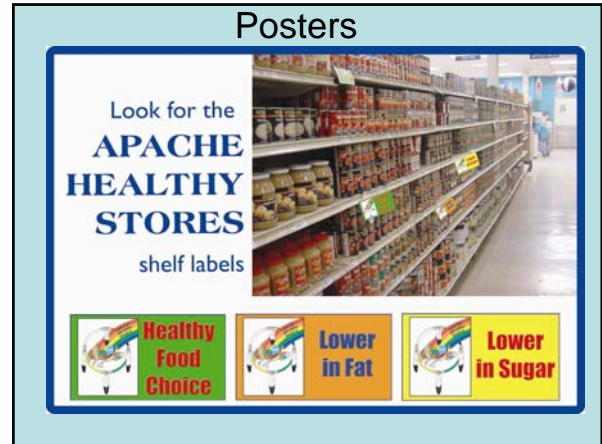 Posters
Look for the
APACHE
HEALTHY
STORES
shelf labels
Healthy
Food
Choice
Lower
in Fat
Lower
in Sugar